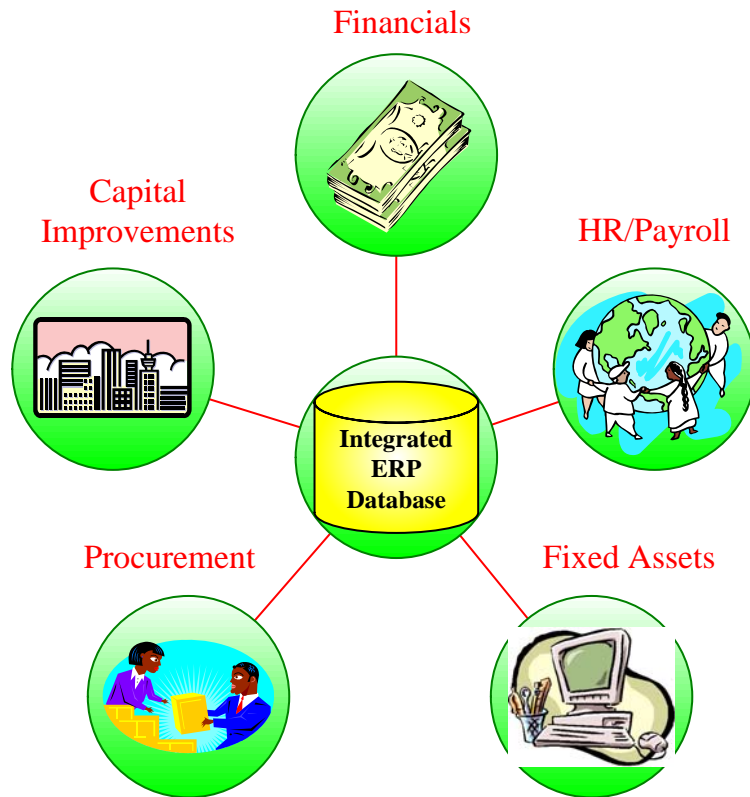 Financials
Capital
Improvements
HR/Payroll
Integrated
ERP
Database
Procurement
Fixed Assets